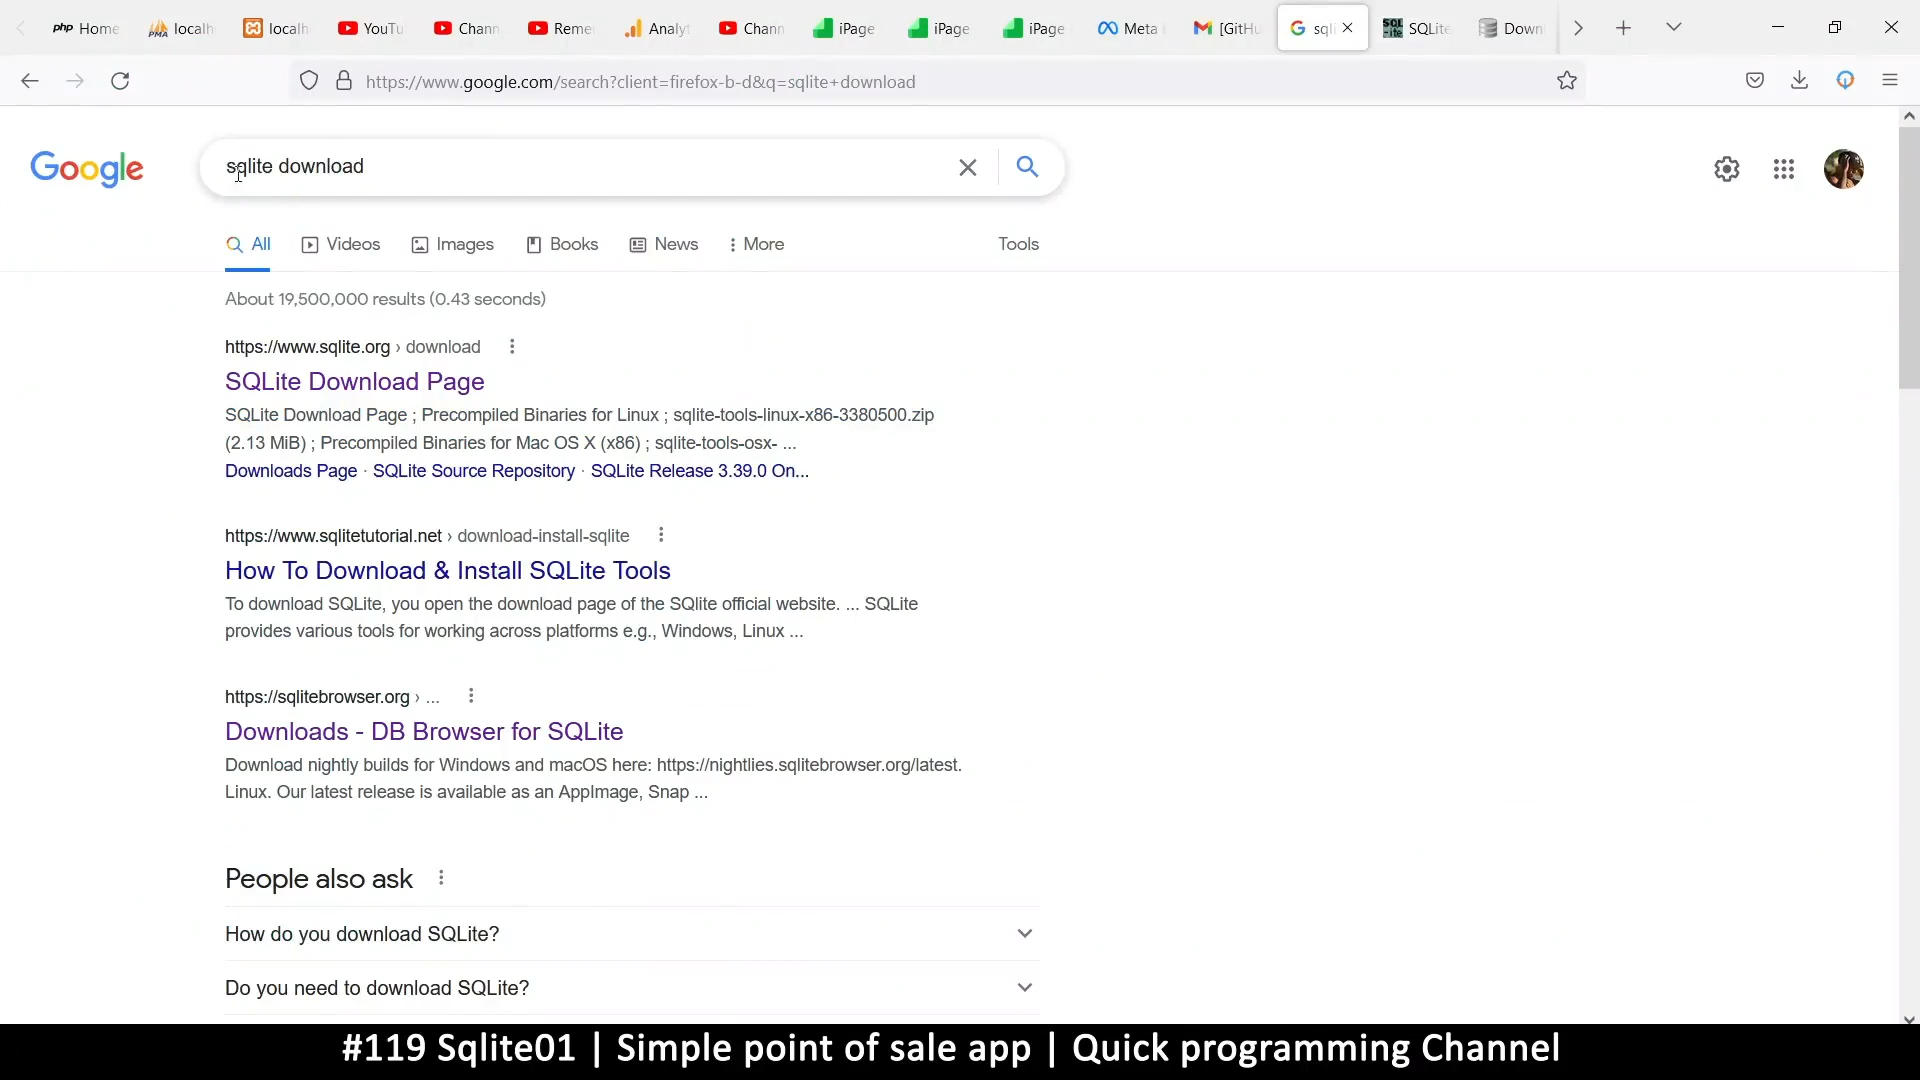 php Home
PMA localh
localh
YouTu
Chann
Reme
Analyt
Chann
iPage
iPage
iPage
Meta
[GitHu
sqli
SQLite
Down
https://www.google.com/search?client=firefox-b-d&q=sqlite+download
Google
sqlite download
All
Videos
Images
Books
News
More
Tools
About 19,500,000 results (0.43 seconds)
https://www.sqlite.org › download
SQLite Download Page
SQLite Download Page ; Precompiled Binaries for Linux ; sqlite-tools-linux-x86-3380500.zip
(2.13 MiB) ; Precompiled Binaries for Mac OS X (x86) ; sqlite-tools-osx- ...
Downloads Page · SQLite Source Repository · SQLite Release 3.39.0 On...
https://www.sqlitetutorial.net › download-install-sqlite
How To Download & Install SQLite Tools
To download SQLite, you open the download page of the SQlite official website. ... SQLite
provides various tools for working across platforms e.g., Windows, Linux ...
https://sqlitebrowser.org › ...
Downloads - DB Browser for SQLite
Download nightly builds for Windows and macOS here: https://nightlies.sqlitebrowser.org/latest.
Linux. Our latest release is available as an AppImage, Snap ...
People also ask
How do you download SQLite?
Do you need to download SQLite?
#119 Sqlite01 | Simple point of sale app | Quick programming Channel